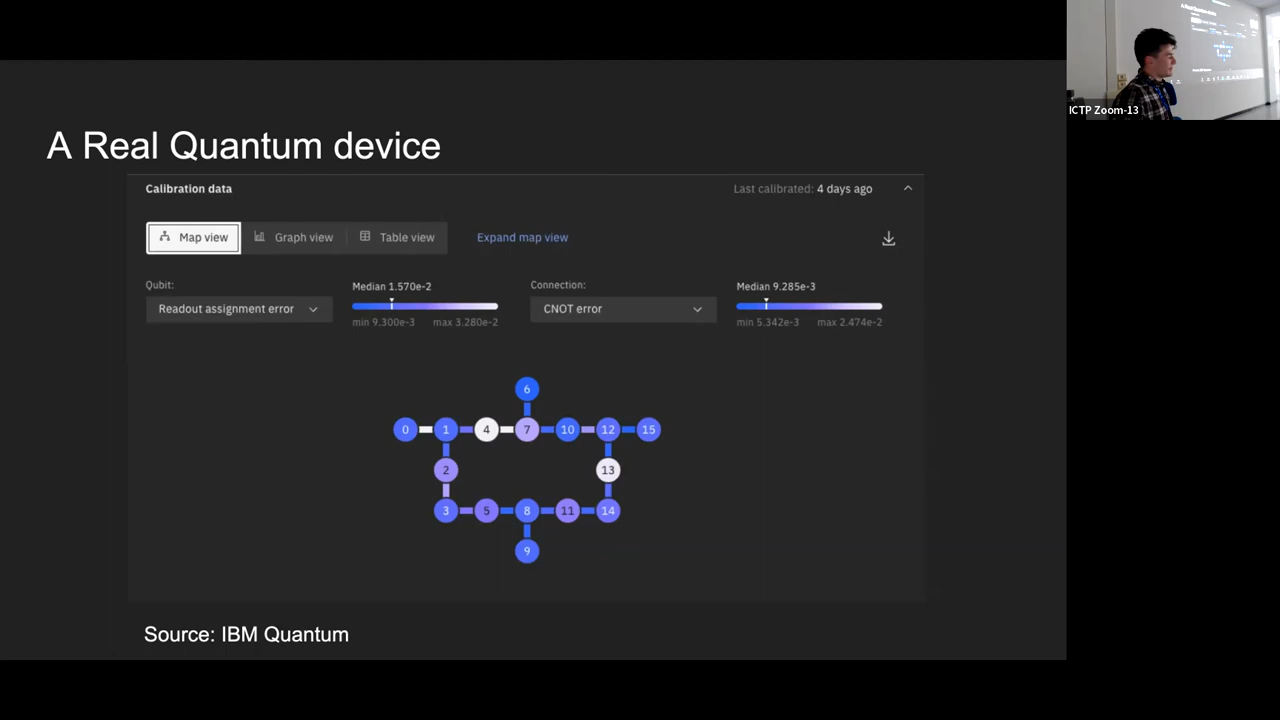 A Real Quantum device
Calibration data
Last calibrated: 4 days ago
Map view
Graph view
Table view
Expand map view
Qubit:
Readout assignment error
Median 1.570e-2
min 9.300e-3 max 3.280e-2
Connection:
CNOT error
Median 9.285e-3
min 5.342e-3 max 2.474e-2
6
0 1 4 7 10 12 15
2 13
3 5 8 11 14
9
Source: IBM Quantum
ICTP Zoom-13